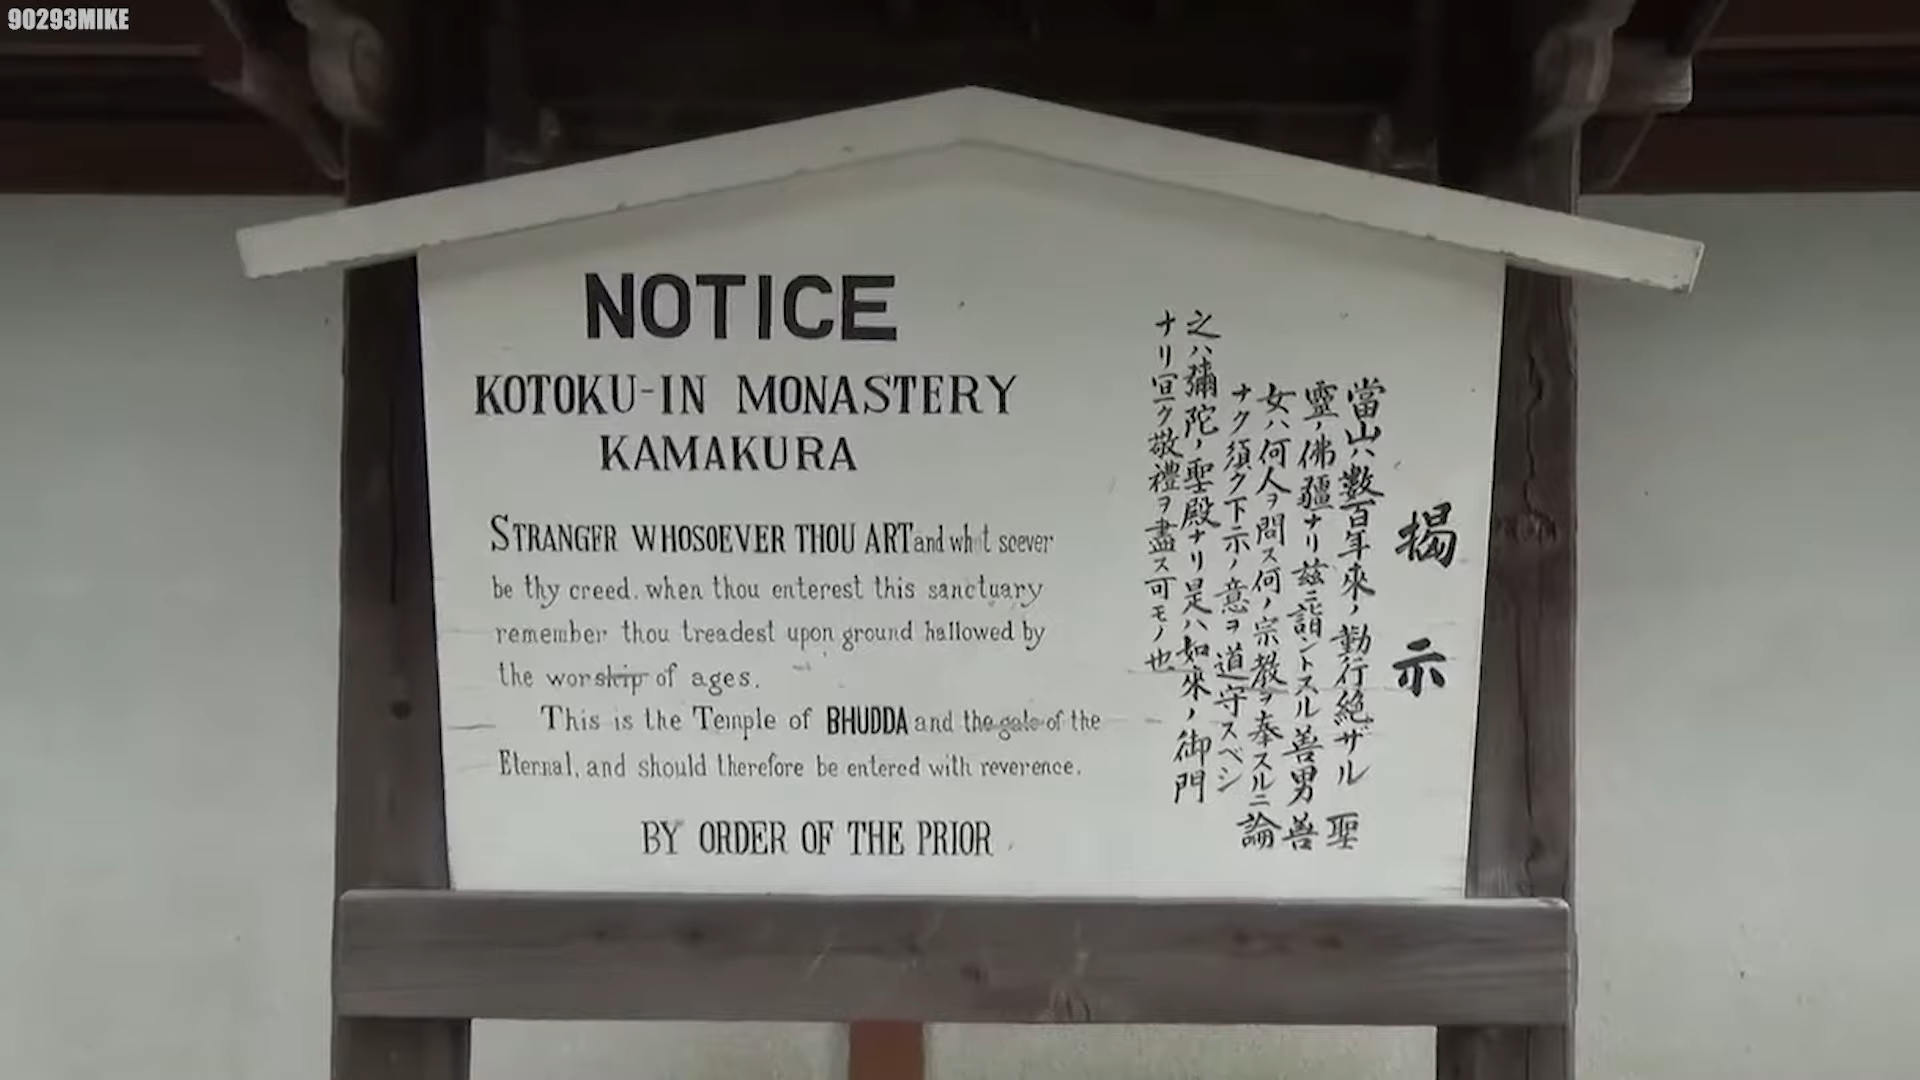 90293MIKE
NOTICE
KOTOKU-IN MONASTERY
KAMAKURA
STRANGER WHOSOEVER THOU ART and what soever
be thy creed, when thou enterest this sanctuary
remember thou treadest upon ground hallowed by
the worship of ages.
This is the Temple of BHUDDA and the gate of the
Eternal, and should therefore be entered with reverence.
BY ORDER OF THE PRIOR
掲示
當山ハ數百年來ノ勤行絶ザル聖
靈ノ佛疆ナリ茲ニ詣ントスル善男善
女ハ何人ヲ問ス何ノ宗教ヲ奉スルニ論
ナク須ク下示ノ意ヲ遵守スベシ
之ハ彌陀ノ聖殿ナリ是ハ如來ノ御門
ナリ宜ク敬禮ヲ盡ス可モノ也